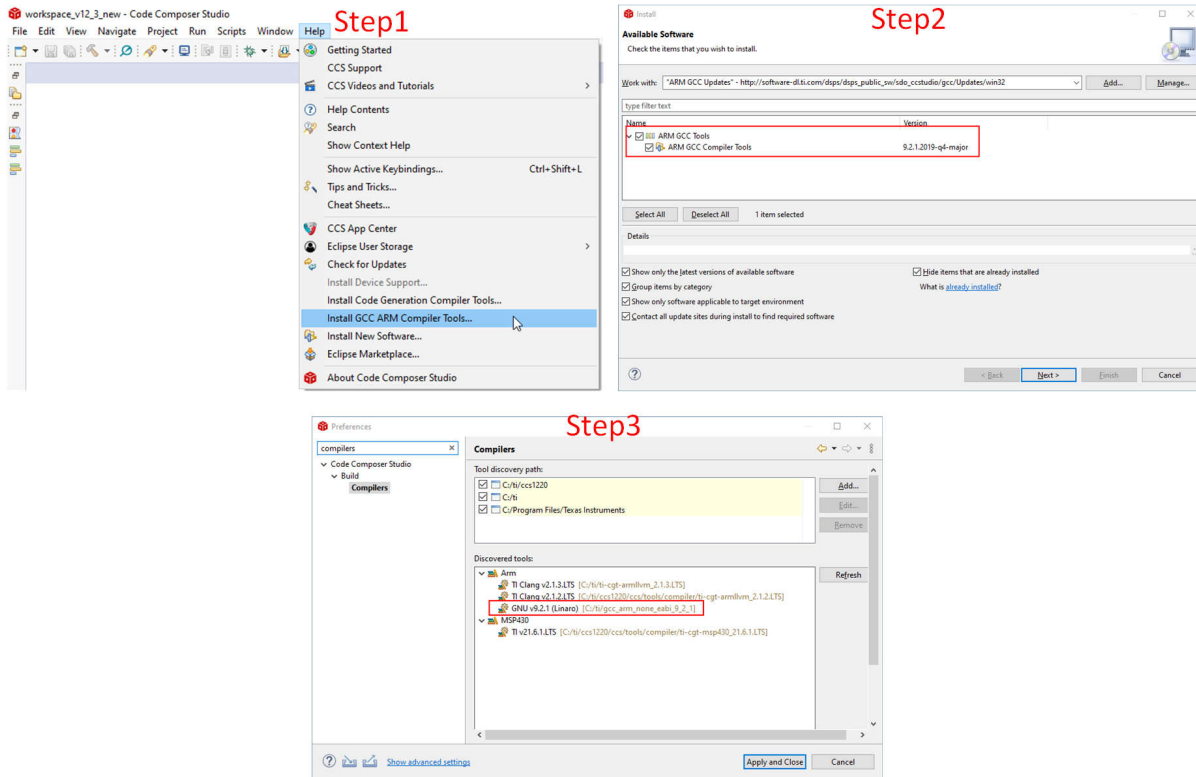 workspace_v12_3_new - Code Composer Studio
File Edit View Navigate Project Run Scripts Window Help
Step1
Getting Started
CCS Support
CCS Videos and Tutorials
Help Contents
Search
Show Context Help
Show Active Keybindings... Ctrl+Shift+L
Tips and Tricks...
Cheat Sheets...
CCS App Center
Eclipse User Storage
Check for Updates
Install Device Support...
Install Code Generation Compiler Tools...
Install GCC ARM Compiler Tools...
Install New Software...
Eclipse Marketplace...
About Code Composer Studio
Step2
Install
Available Software
Check the items that you wish to install.
Work with: "ARM GCC Updates" - http://software-dl.ti.com/dsps/dsps_public_sw/sdo_ccstudio/gcc/Updates/win32 Add... Manage...
type filter text
Name Version
ARM GCC Tools
ARM GCC Compiler Tools 9.2.1.2019-q4-major
Select All Deselect All 1 item selected
Details
Show only the latest versions of available software Hide items that are already installed
Group items by category What is already installed?
Show only software applicable to target environment
Contact all update sites during install to find required software
< Back Next > Finish Cancel
Step3
Preferences
compilers
Code Composer Studio
Build
Compilers
Compilers
Tool discovery path:
C:/ti/ccs1220 Add...
C:/ti
Edit...
C:/Program Files/Texas Instruments
Remove
Discovered tools:
Arm Refresh
TI Clang v2.1.3.LTS [C:/ti/ti-cgt-armllvm_2.1.3.LTS]
TI Clang v2.1.2.LTS [C:/ti/ccs1220/ccs/tools/compiler/ti-cgt-armllvm_2.1.2.LTS]
GNU v9.2.1 (Linaro) [C:/ti/gcc_arm_none_eabi_9_2_1]
MSP430
TI v21.6.1.LTS [C:/ti/ccs1220/ccs/tools/compiler/ti-cgt-msp430_21.6.1.LTS]
Show advanced settings Apply and Close Cancel